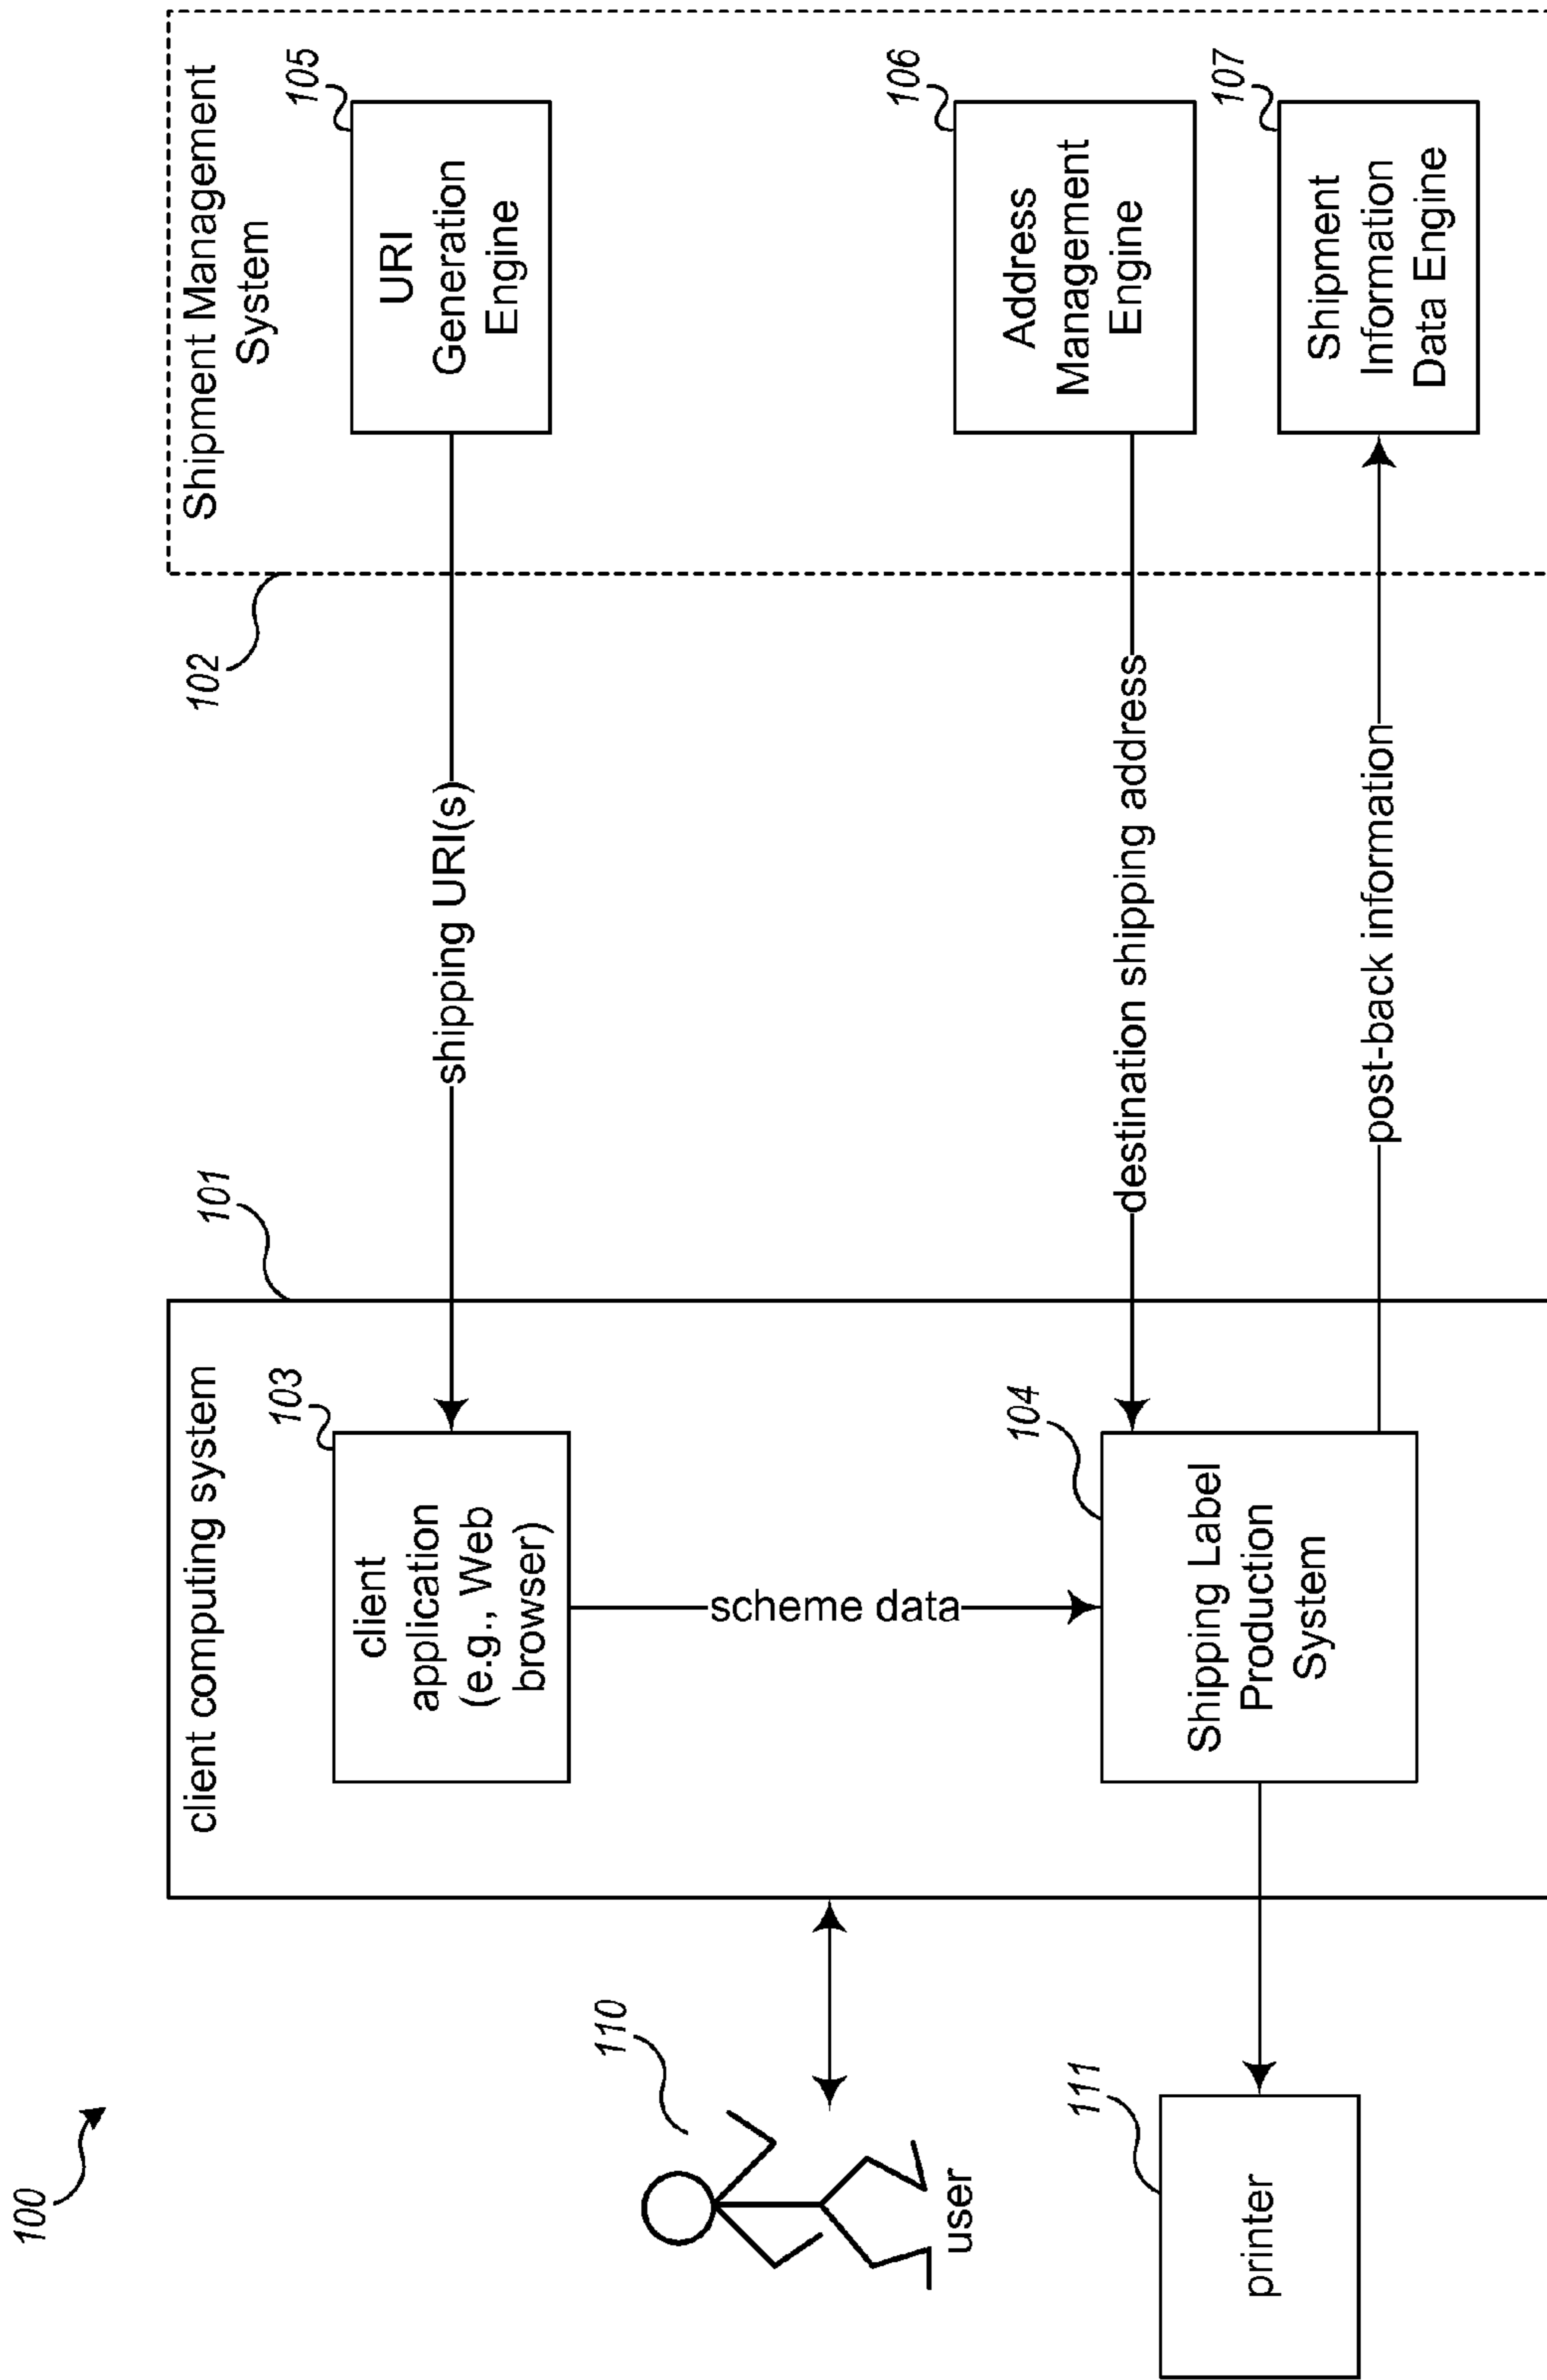 100
110
user
111
printer
101
client computing system
103
client
application
(e.g., Web
browser)
scheme data
104
Shipping Label
Production
System
shipping URI(s)
destination shipping address
post-back information
102
Shipment Management
System
105
URI
Generation
Engine
106
Address
Management
Engine
107
Shipment
Information
Data Engine